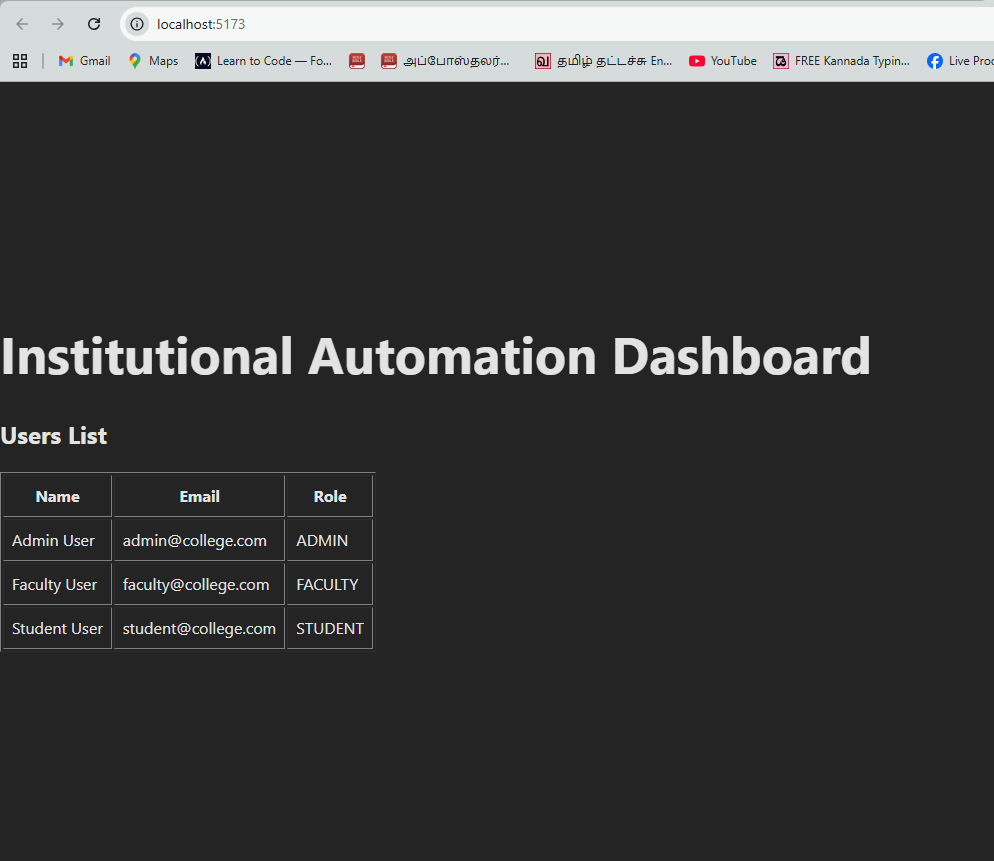 localhost:5173
Gmail Maps Learn to Code — Fo... அப்போஸ்தலர்... தமிழ் தட்டச்சு En... YouTube FREE Kannada Typin... Live Proc
Institutional Automation Dashboard
Users List
Name Email Role
Admin User admin@college.com ADMIN
Faculty User faculty@college.com FACULTY
Student User student@college.com STUDENT